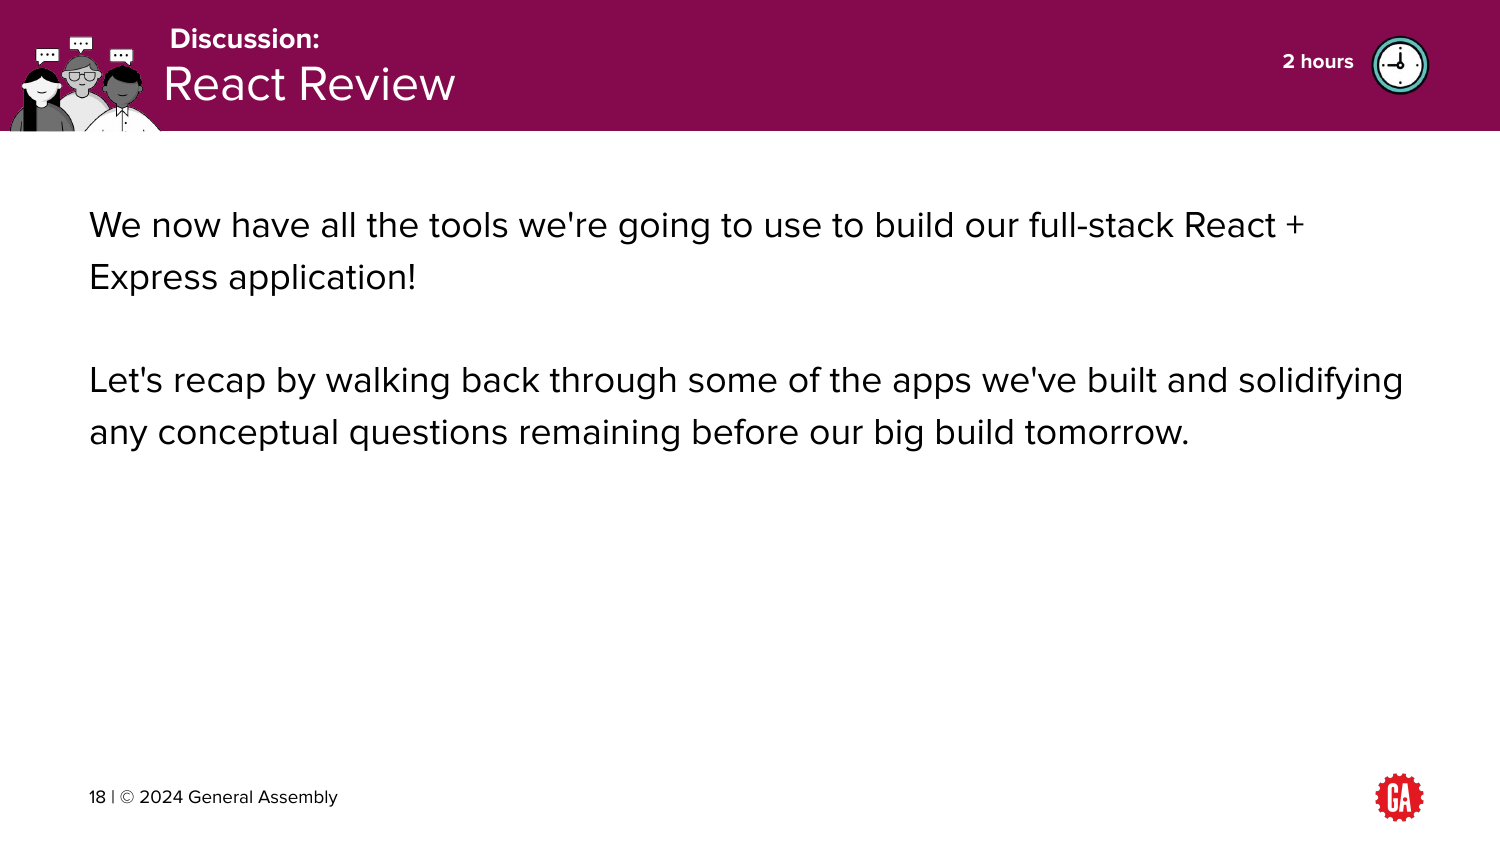 Discussion:
React Review
2 hours
We now have all the tools we're going to use to build our full-stack React +
Express application!
Let's recap by walking back through some of the apps we've built and solidifying
any conceptual questions remaining before our big build tomorrow.
18 | © 2024 General Assembly
GA